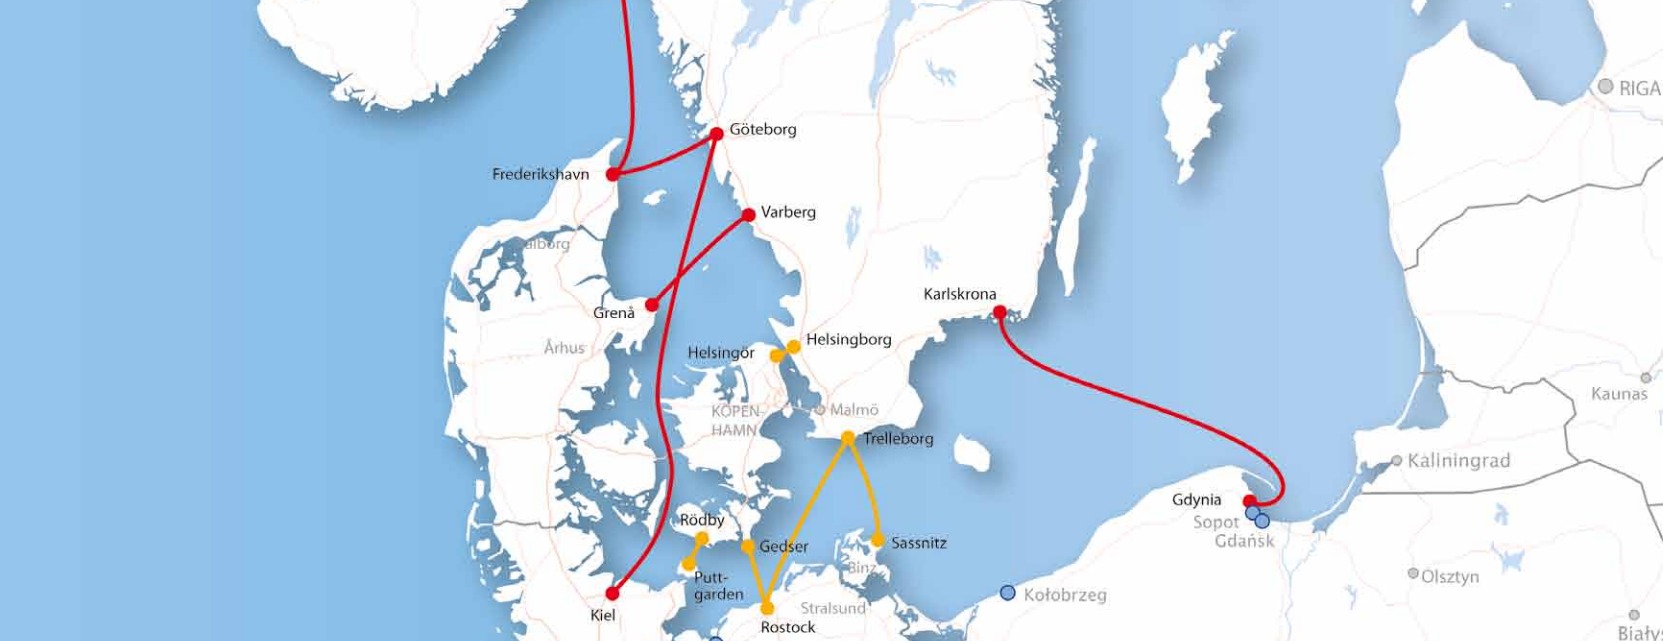 RIGA
Göteborg
Frederikshavn
Varberg
Karlskrona
Grenå
Helsingborg
Århus
Helsingör
Kaunas
KÖPEN-
HAMN
Malmö
Trelleborg
Kaliningrad
Gdynia
Rödby
Sopot
Gdańsk
Gedser
Sassnitz
Binz
Putt-
garden
Olsztyn
Kołobrzeg
Kiel
Stralsund
Rostock